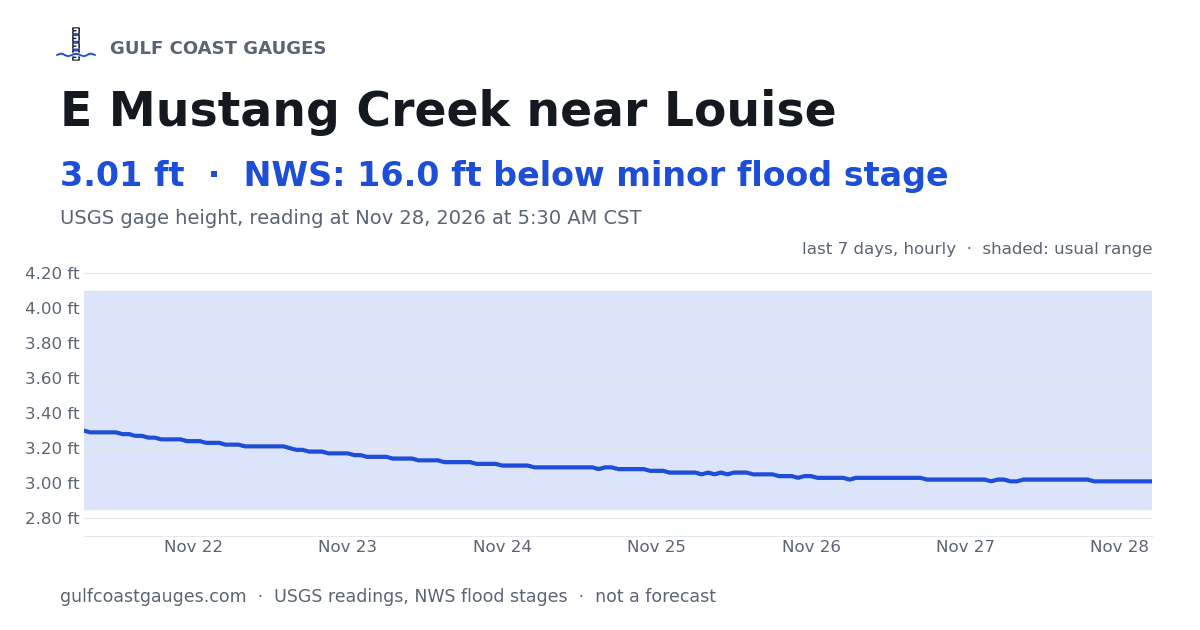 GULF COAST GAUGES
E Mustang Creek near Louise
3.01 ft · NWS: 16.0 ft below minor flood stage
USGS gage height, reading at Nov 28, 2026 at 5:30 AM CST
last 7 days, hourly · shaded: usual range
4.20 ft
4.00 ft
3.80 ft
3.60 ft
3.40 ft
3.20 ft
3.00 ft
2.80 ft
Nov 22 Nov 23 Nov 24 Nov 25 Nov 26 Nov 27 Nov 28
gulfcoastgauges.com · USGS readings, NWS flood stages · not a forecast